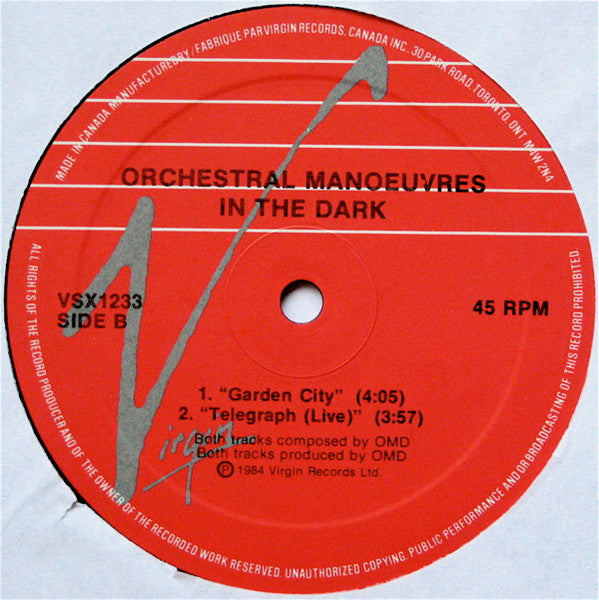 MADE IN CANADA MANUFACTURED BY/FABRIQUE PAR VIRGIN RECORDS, CANADA INC., 30 PARK ROAD, TORONTO, ONT. M4W 2N4
ORCHESTRAL MANOEUVRES
IN THE DARK
VSX1233
SIDE B
45 RPM
1. “Garden City” (4:05)
2. “Telegraph (Live)” (3:57)
Virgin
Both tracks composed by OMD
Both tracks produced by OMD
Ⓟ 1984 Virgin Records Ltd.
ALL RIGHTS OF THE RECORD PRODUCER AND OF THE OWNER OF THE RECORDED WORK RESERVED. UNAUTHORIZED COPYING, PUBLIC PERFORMANCE AND/OR BROADCASTING OF THIS RECORD PROHIBITED.